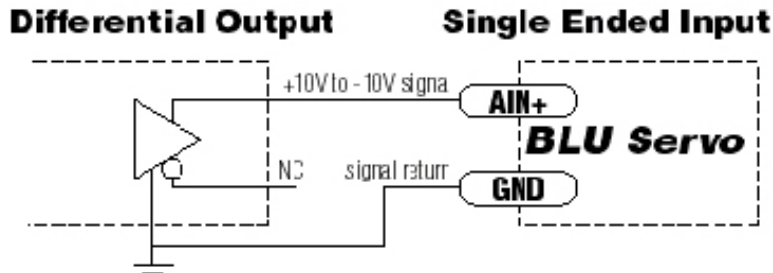 Differential Output
Single Ended Input
+10V to -10V signa
AIN+
BLU Servo
NC
signal return
GND